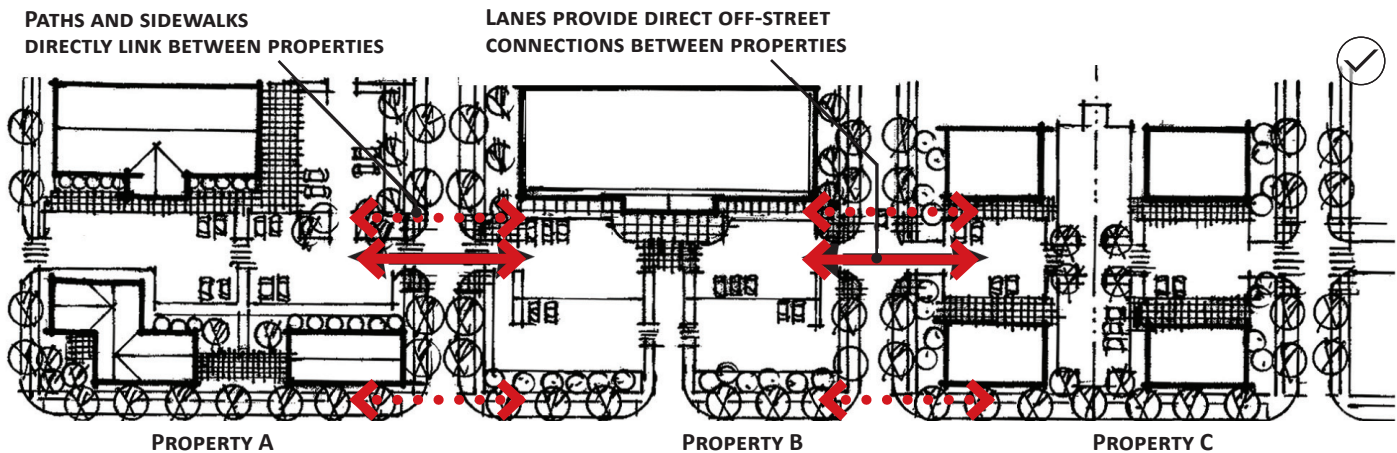 PATHS AND SIDEWALKS
DIRECTLY LINK BETWEEN PROPERTIES
LANES PROVIDE DIRECT OFF-STREET
CONNECTIONS BETWEEN PROPERTIES
PROPERTY A
PROPERTY B
PROPERTY C